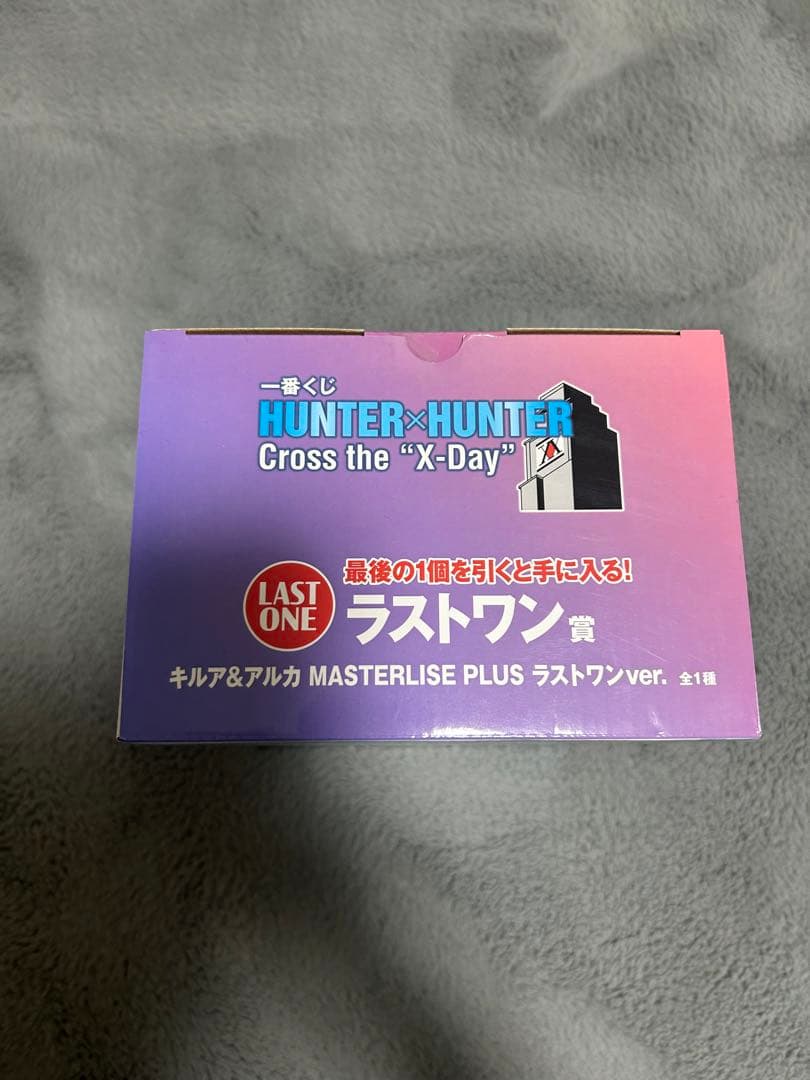 一番くじ
HUNTER×HUNTER
Cross the “X-Day”
LAST
ONE
最後の1個を引くと手に入る!
ラストワン賞
キルア&アルカ MASTERLISE PLUS ラストワンver. 全1種